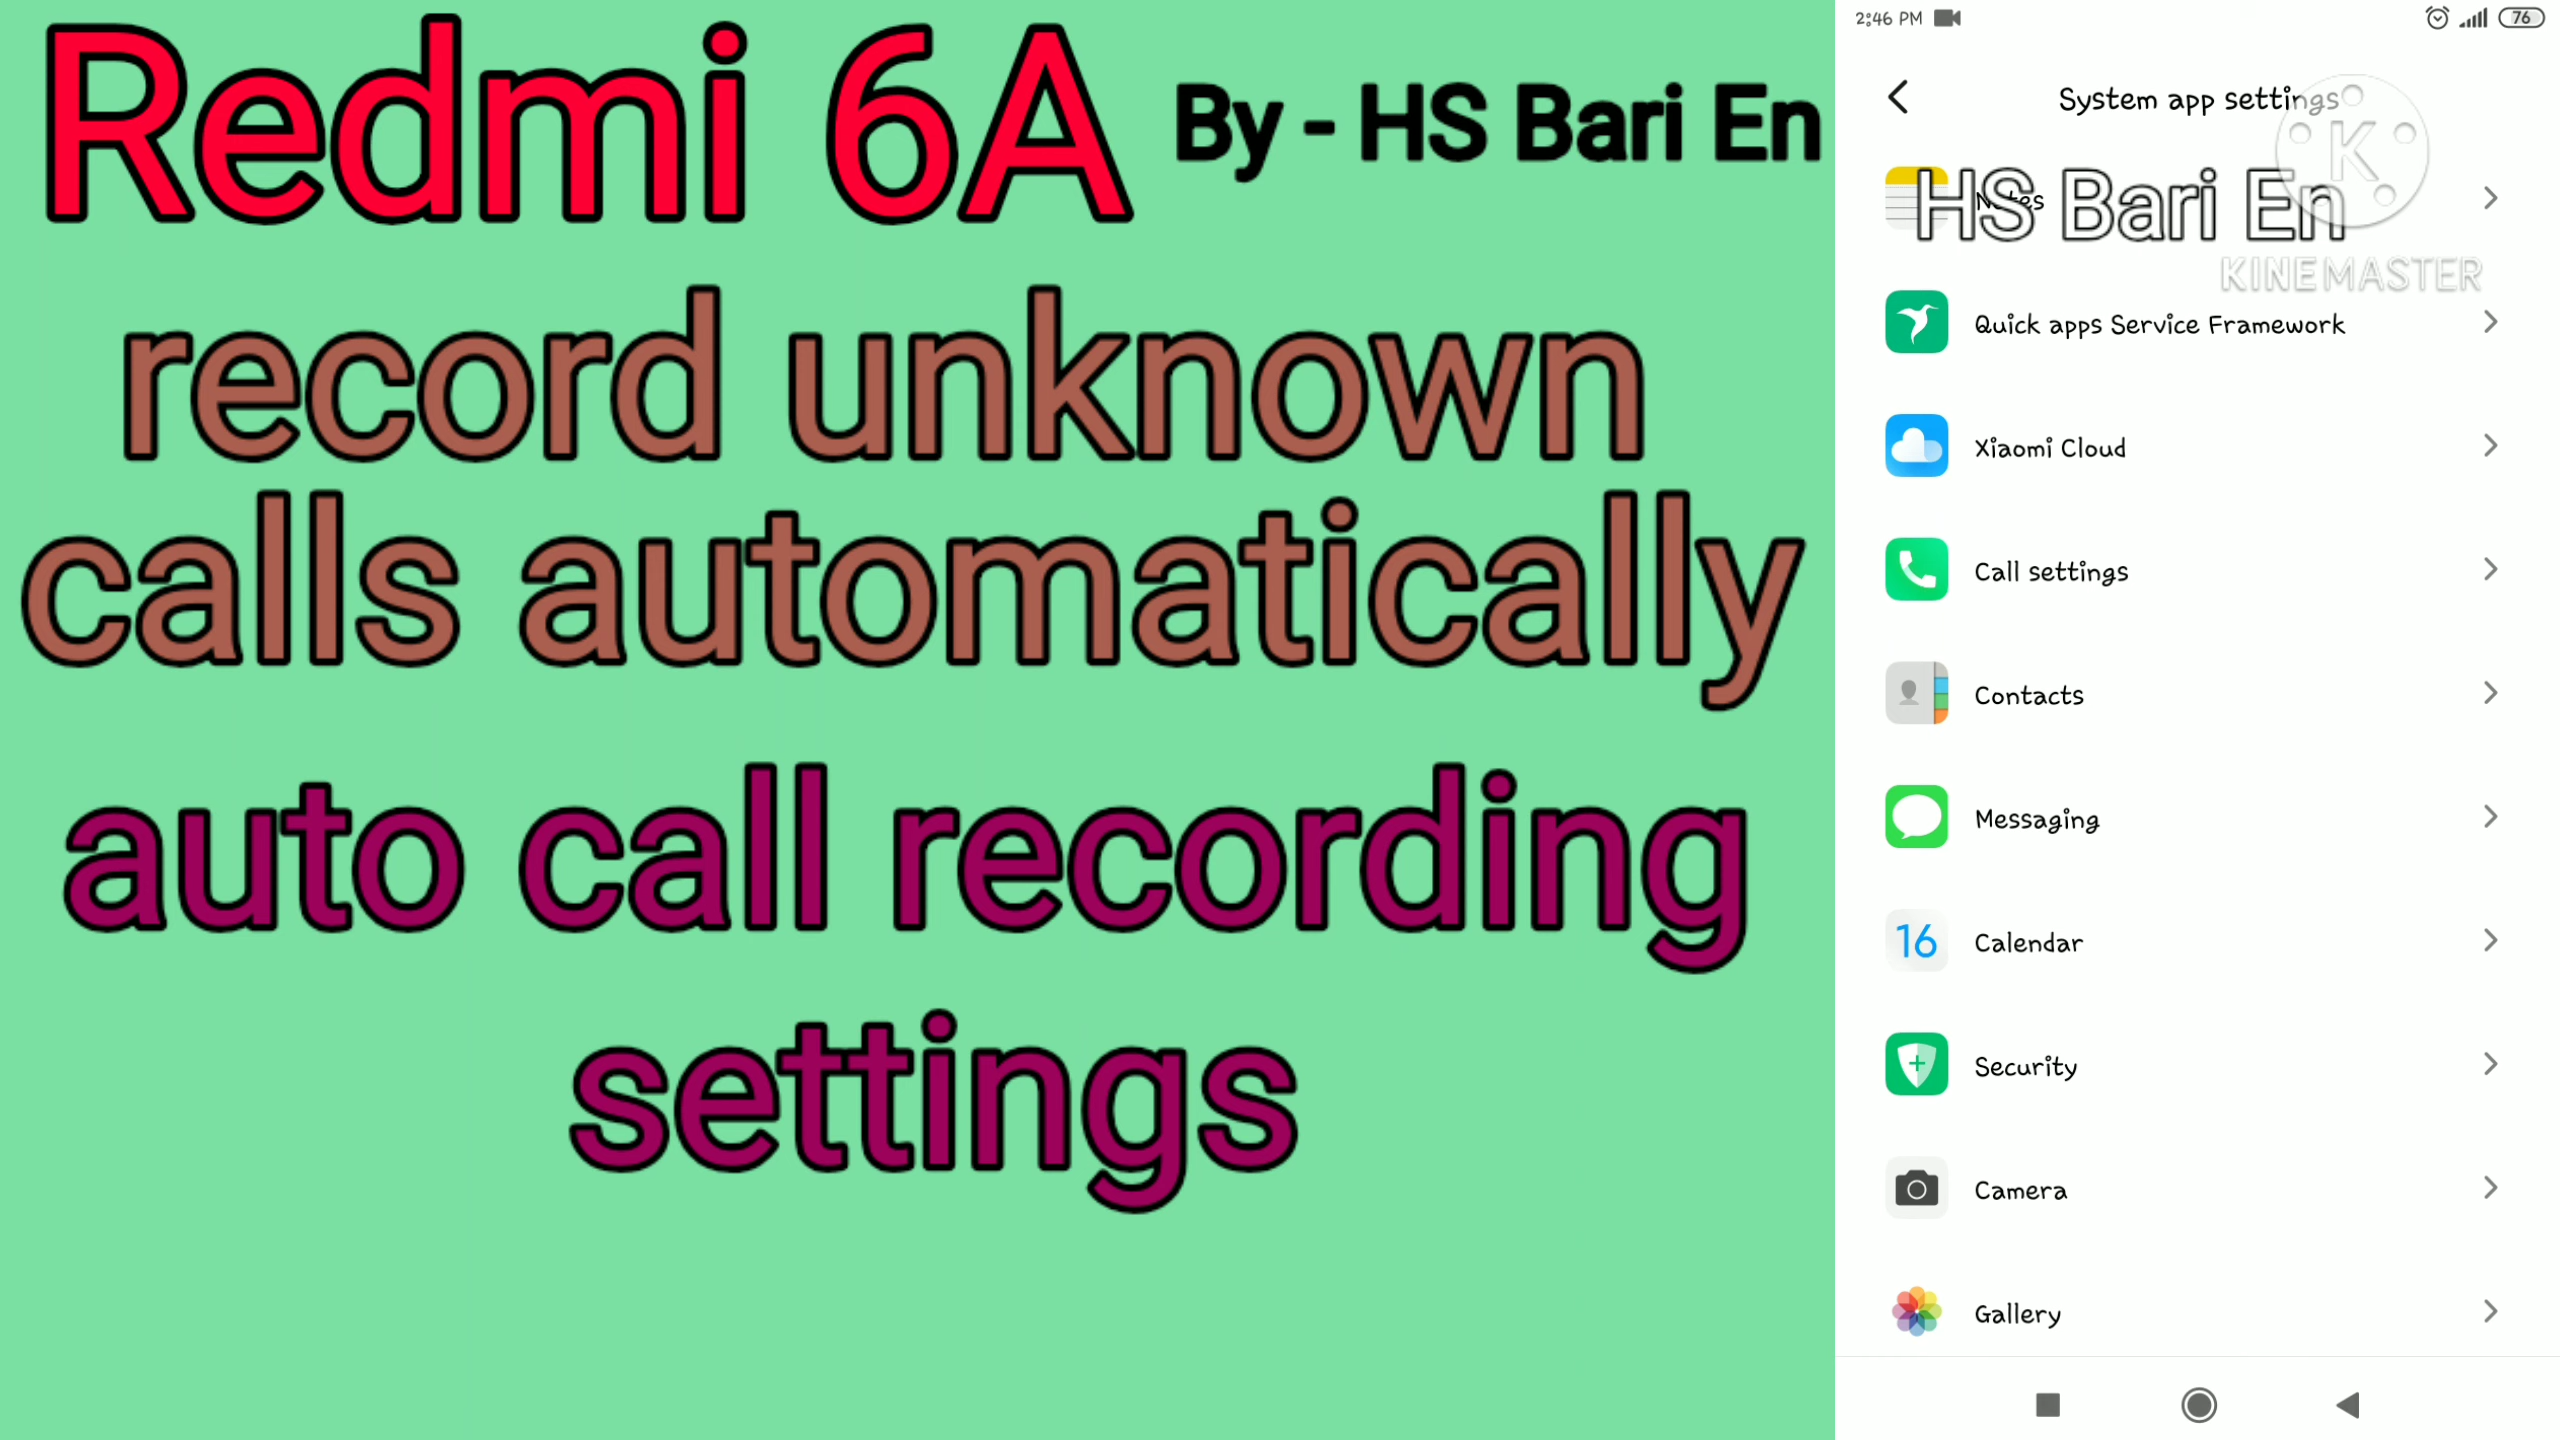 Redmi 6A By - HS Bari En
record unknown
calls automatically
auto call recording
settings
2:46 PM
76
System app settings
K
HS Bari En
Notes
KINEMASTER
Quick apps Service Framework
Xiaomi Cloud
Call settings
Contacts
Messaging
16 Calendar
Security
Camera
Gallery